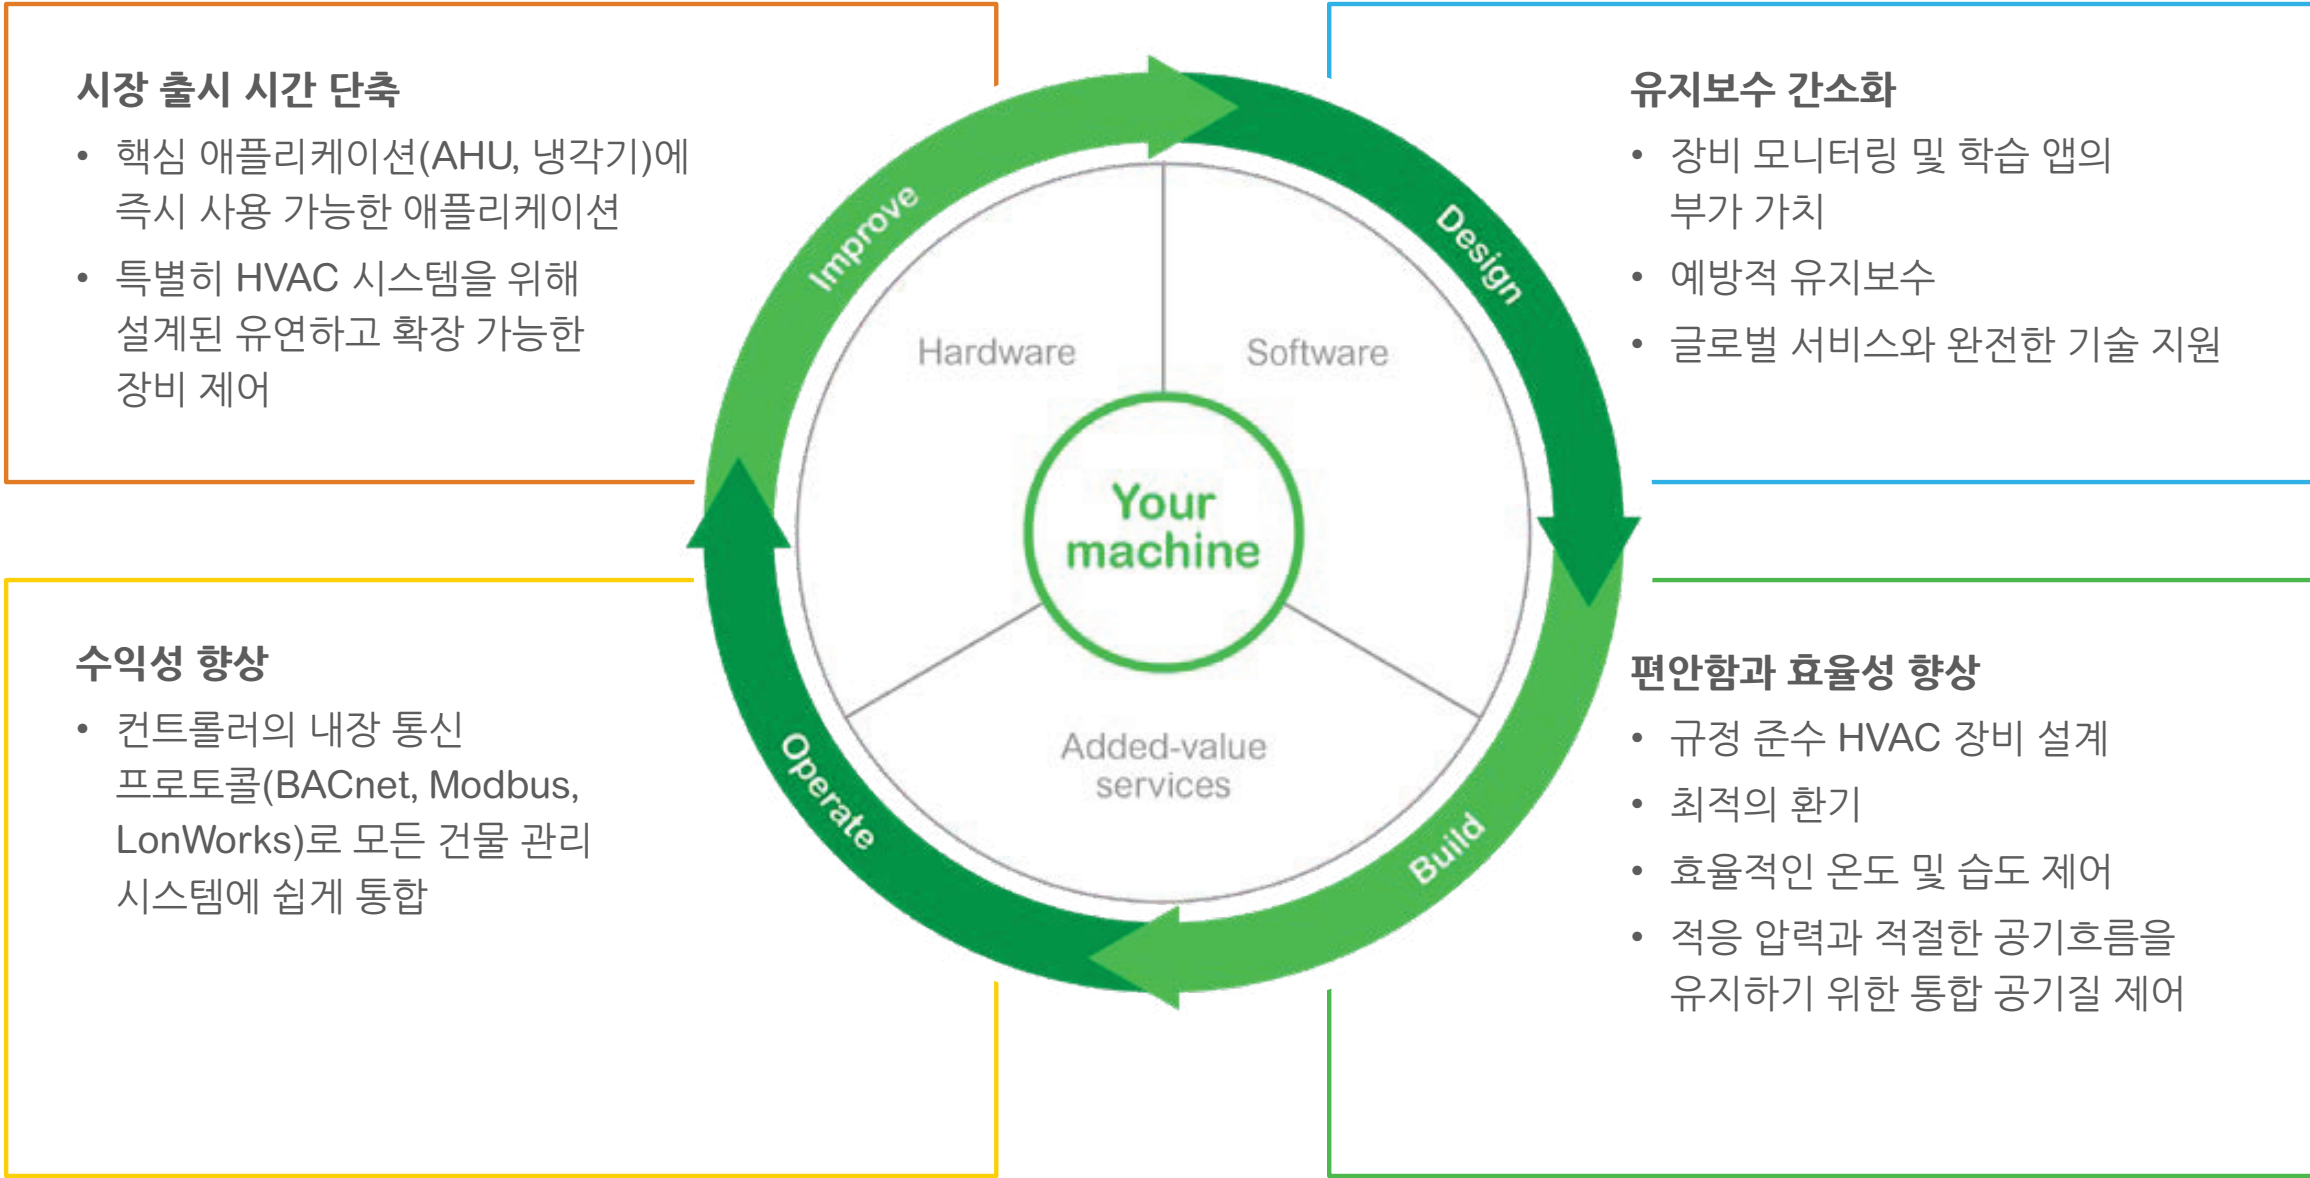 시장 출시 시간 단축
• 핵심 애플리케이션(AHU, 냉각기)에
즉시 사용 가능한 애플리케이션
• 특별히 HVAC 시스템을 위해
설계된 유연하고 확장 가능한
장비 제어
유지보수 간소화
• 장비 모니터링 및 학습 앱의
부가 가치
• 예방적 유지보수
• 글로벌 서비스와 완전한 기술 지원
Improve
Design
Hardware
Software
Your
machine
Added-value
services
Operate
Build
수익성 향상
• 컨트롤러의 내장 통신
프로토콜(BACnet, Modbus,
LonWorks)로 모든 건물 관리
시스템에 쉽게 통합
편안함과 효율성 향상
• 규정 준수 HVAC 장비 설계
• 최적의 환기
• 효율적인 온도 및 습도 제어
• 적응 압력과 적절한 공기흐름을
유지하기 위한 통합 공기질 제어